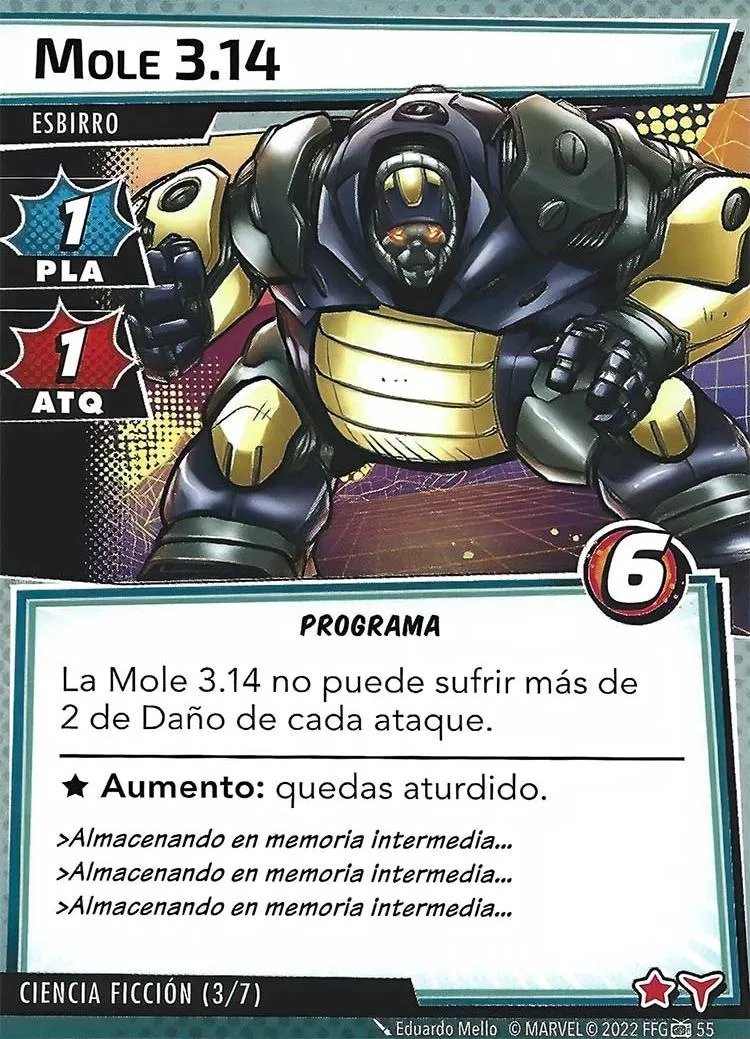 Mole 3.14
ESBIRRO
1
PLA
1
ATQ
6
PROGRAMA
La Mole 3.14 no puede sufrir más de
2 de Daño de cada ataque.
★ Aumento: quedas aturdido.
>Almacenando en memoria intermedia...
>Almacenando en memoria intermedia...
>Almacenando en memoria intermedia...
CIENCIA FICCIÓN (3/7)
Eduardo Mello © MARVEL © 2022 FFG 55